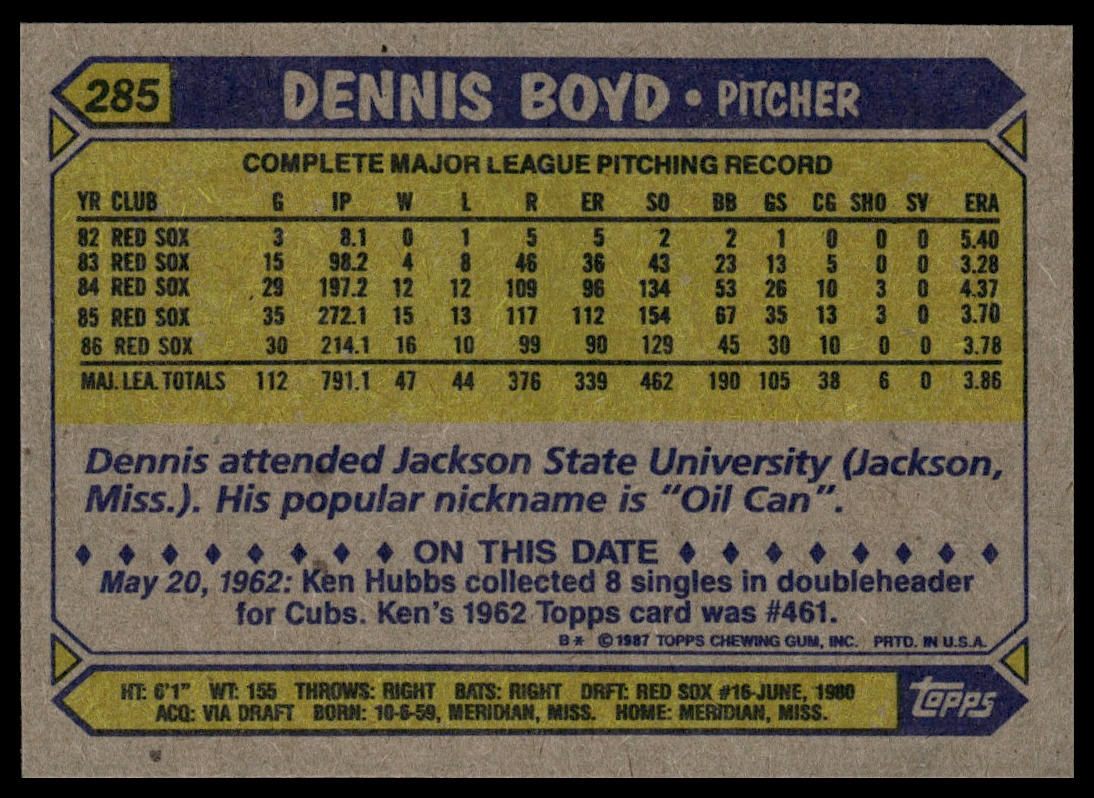 285
DENNIS BOYD • PITCHER
COMPLETE MAJOR LEAGUE PITCHING RECORD
YR CLUB G IP W L R ER SO BB GS CG SHO SV ERA
82 RED SOX 3 8.1 0 1 5 5 2 2 1 0 0 0 5.40
83 RED SOX 15 98.2 4 8 46 36 43 23 13 5 0 0 3.28
84 RED SOX 29 197.2 12 12 109 96 134 53 26 10 3 0 4.37
85 RED SOX 35 272.1 15 13 117 112 154 67 35 13 3 0 3.70
86 RED SOX 30 214.1 16 10 99 90 129 45 30 10 0 0 3.78
MAJ. LEA. TOTALS 112 791.1 47 44 376 339 462 190 105 38 6 0 3.86
Dennis attended Jackson State University (Jackson,
Miss.). His popular nickname is "Oil Can".
♦ ♦ ♦ ♦ ♦ ♦ ♦ ♦ ON THIS DATE ♦ ♦ ♦ ♦ ♦ ♦ ♦ ♦
May 20, 1962: Ken Hubbs collected 8 singles in doubleheader
for Cubs. Ken's 1962 Topps card was #461.
B* ©1987 TOPPS CHEWING GUM, INC. PRTD. IN U.S.A.
HT: 6'1" WT: 155 THROWS: RIGHT BATS: RIGHT DRFT: RED SOX #16-JUNE, 1980
ACQ: VIA DRAFT BORN: 10-6-59, MERIDIAN, MISS. HOME: MERIDIAN, MISS.
Topps